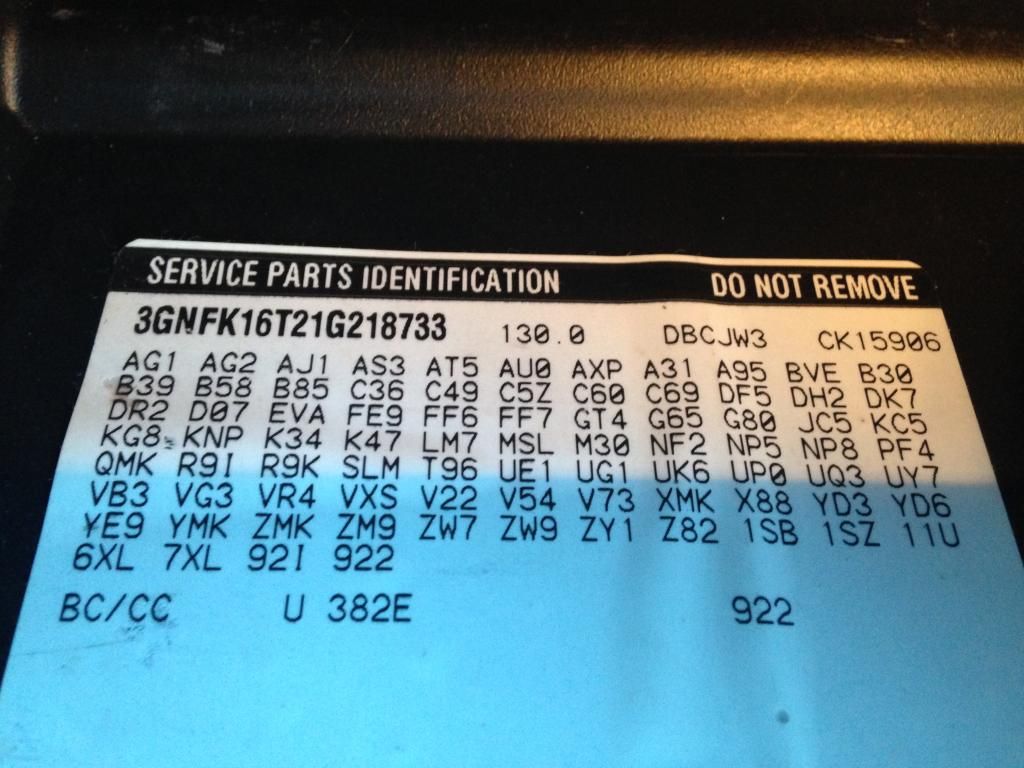 SERVICE PARTS IDENTIFICATION DO NOT REMOVE
3GNFK16T21G218733 130.0 DBCJW3 CK15906
AG1 AG2 AJ1 AS3 AT5 AU0 AXP A31 A95 BVE B30
B39 B58 B85 C36 C49 C5Z C60 C69 DF5 DH2 DK7
DR2 D07 EVA FE9 FF6 FF7 GT4 G65 G80 JC5 KC5
KG8 KNP K34 K47 LM7 MSL M30 NF2 NP5 NP8 PF4
QMK R9I R9K SLM T96 UE1 UG1 UK6 UP0 UQ3 UY7
VB3 VG3 VR4 VXS V22 V54 V73 XMK X88 YD3 YD6
YE9 YMK ZMK ZM9 ZW7 ZW9 ZY1 Z82 1SB 1SZ 11U
6XL 7XL 92I 922
BC/CC U 382E 922